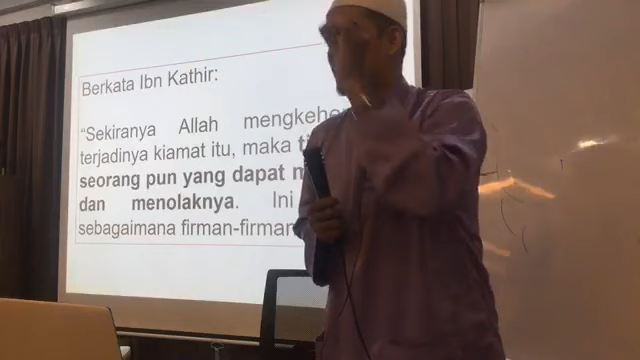 Berkata Ibn Kathir:
“Sekiranya Allah
terjadinya kiamat itu, maka
seorang pun yang dapat
dan menolaknya. Ini
sebagaimana